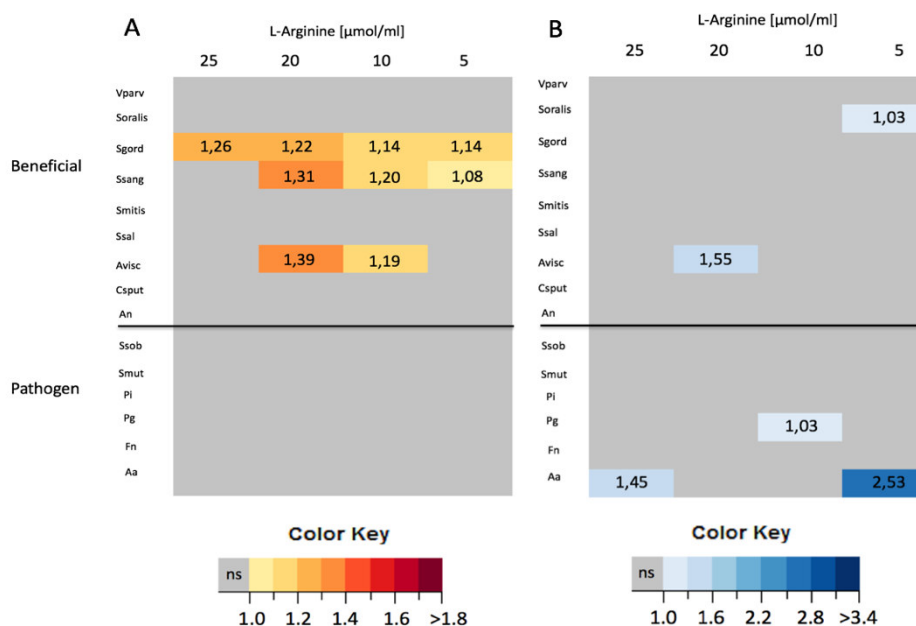 A
L-Arginine [µmol/ml]
25 20 10 5
B
L-Arginine [µmol/ml]
25 20 10 5
Beneficial
Vparv
Soralis
Sgord 1,26 1,22 1,14 1,14
Ssang 1,31 1,20 1,08
Smitis
Ssal
Avisc 1,39 1,19
Csput
An
Pathogen
Ssob
Smut
Pi
Pg
Fn
Aa
Vparv
Soralis 1,03
Sgord
Ssang
Smitis
Ssal
Avisc 1,55
Csput
An
Ssob
Smut
Pi
Pg 1,03
Fn
Aa 1,45 2,53
Color Key
ns
1.0 1.2 1.4 1.6 >1.8
Color Key
ns
1.0 1.6 2.2 2.8 >3.4